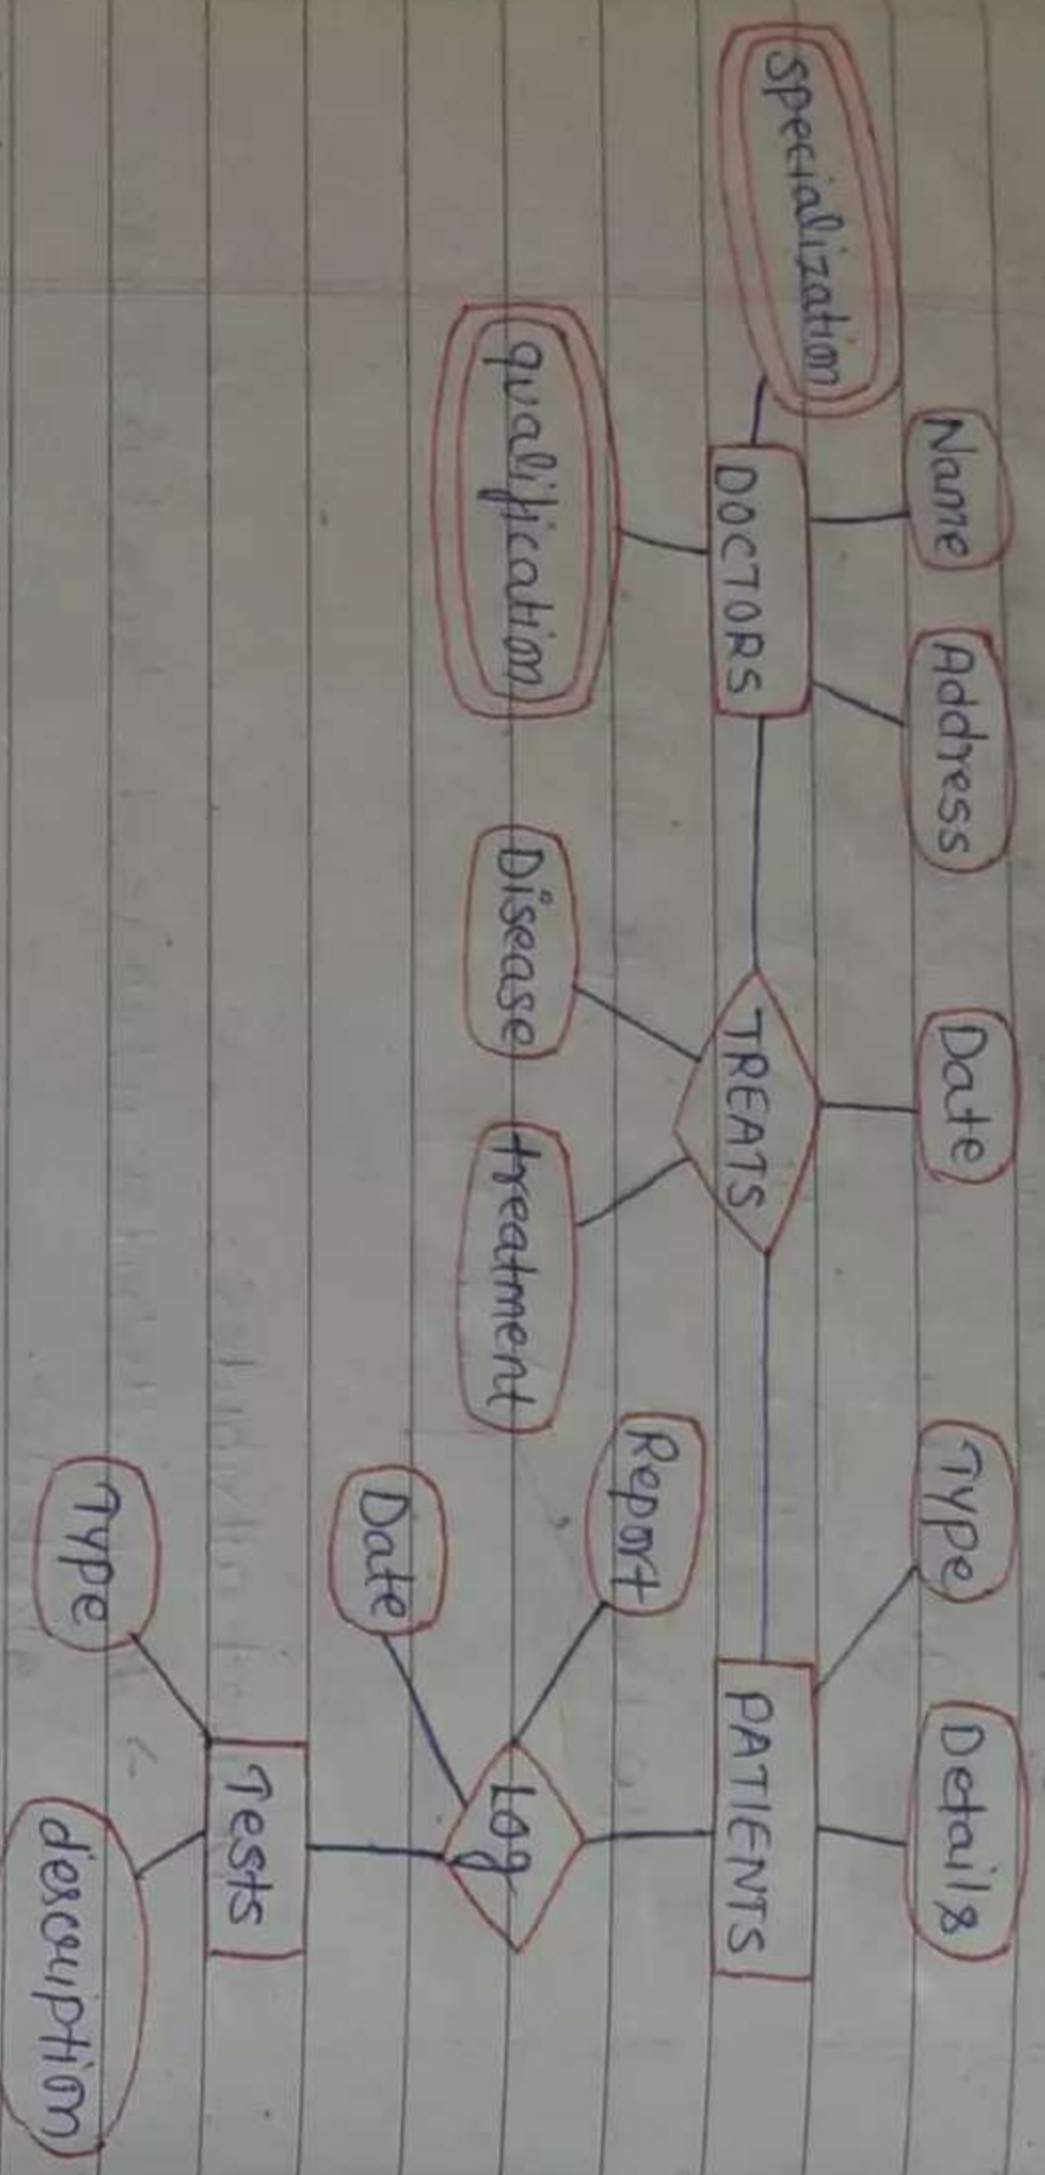 Name
Address
Date
Type
Details
specialization
DOCTORS
TREATS
PATIENTS
qualification
Disease
treatment
Report
Date
Log
Tests
Type
description